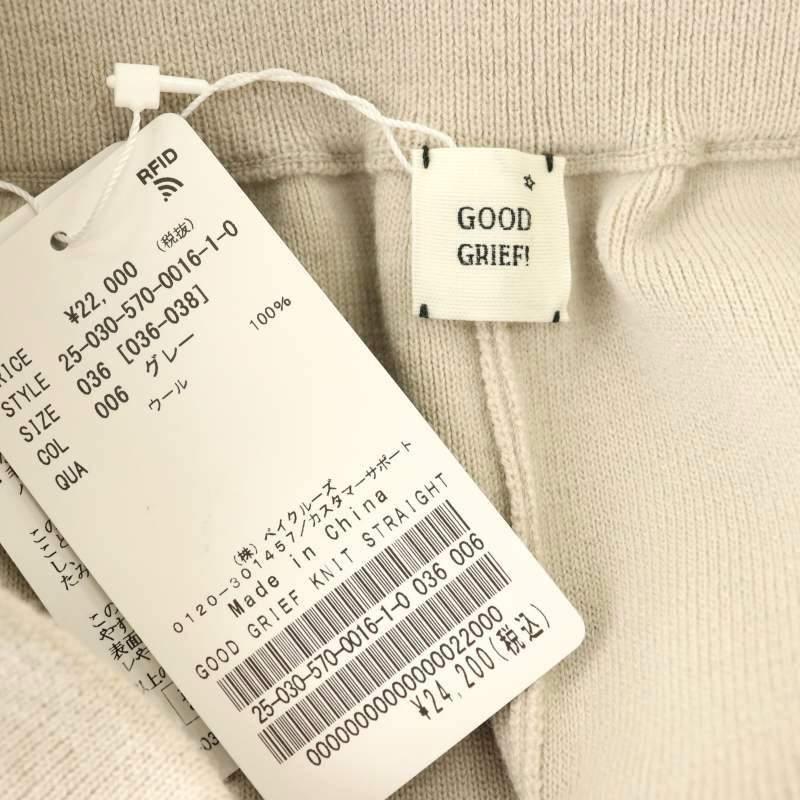 RFID
¥22,000 (税抜)
STYLE 25-030-570-0016-1-0
SIZE 036 [036-038]
COL 006 グレー
QUA ウール 100%
(株) ベイクルーズ
0120-301457/カスタマーサポート
Made in China
GOOD GRIEF KNIT STRAIGHT
25-030-570-0016-1-0 036 006
0000000000000022000
¥24,200(税込)
GOOD
GRIEF!